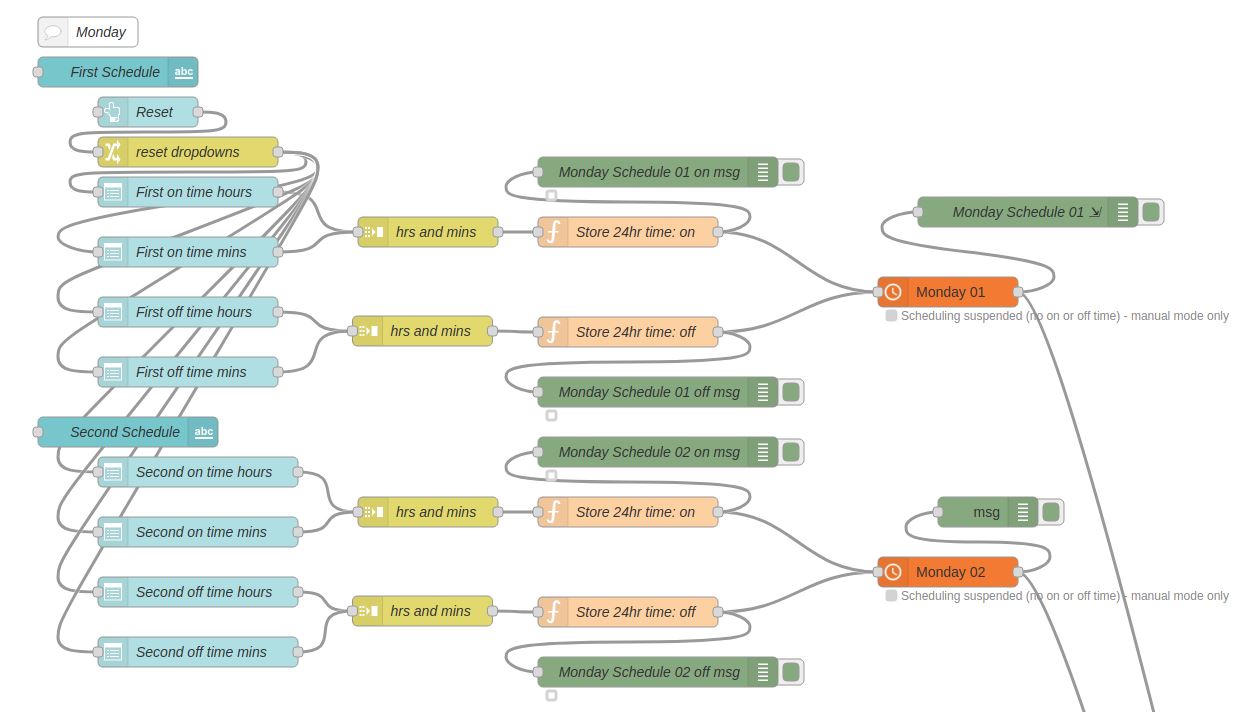 Monday
First Schedule abc
Reset
reset dropdowns
First on time hours
First on time mins
First off time hours
First off time mins
hrs and mins
hrs and mins
Monday Schedule 01 on msg
Store 24hr time: on
Store 24hr time: off
Monday Schedule 01 off msg
Monday Schedule 01 ⇲
Monday 01
Scheduling suspended (no on or off time) - manual mode only
Second Schedule abc
Second on time hours
Second on time mins
Second off time hours
Second off time mins
hrs and mins
hrs and mins
Monday Schedule 02 on msg
Store 24hr time: on
Store 24hr time: off
Monday Schedule 02 off msg
msg
Monday 02
Scheduling suspended (no on or off time) - manual mode only